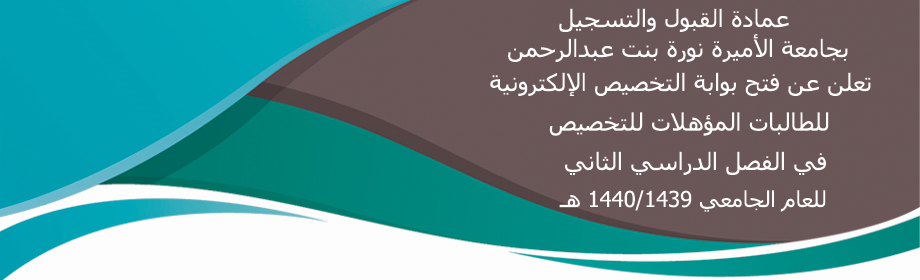 عمادة القبول والتسجيل
بجامعة الأميرة نورة بنت عبدالرحمن
تعلن عن فتح بوابة التخصيص الإلكترونية
للطالبات المؤهلات للتخصيص
في الفصل الدراسي الثاني
للعام الجامعي 1440/1439 هـ